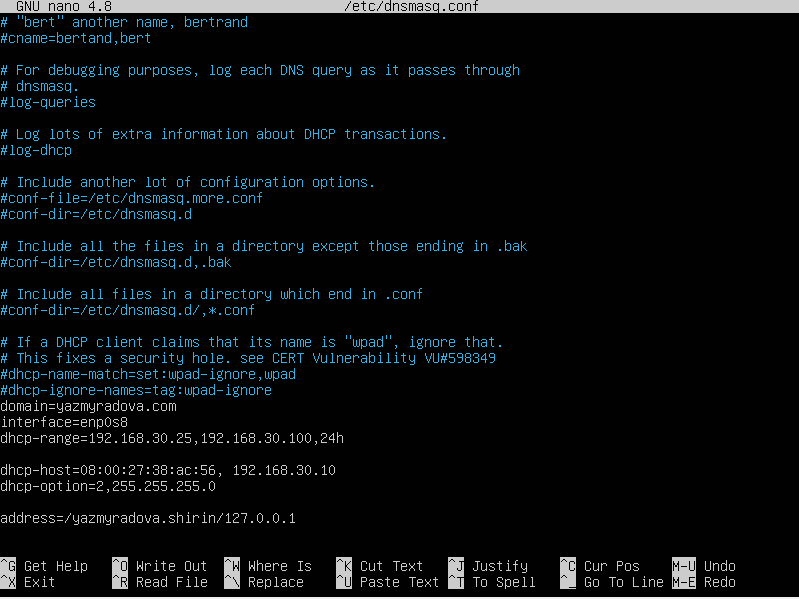 GNU nano 4.8 /etc/dnsmasq.conf
# "bert" another name, bertrand
#cname=bertand,bert
# For debugging purposes, log each DNS query as it passes through
# dnsmasq.
#log-queries
# Log lots of extra information about DHCP transactions.
#log-dhcp
# Include another lot of configuration options.
#conf-file=/etc/dnsmasq.more.conf
#conf-dir=/etc/dnsmasq.d
# Include all the files in a directory except those ending in .bak
#conf-dir=/etc/dnsmasq.d,.bak
# Include all files in a directory which end in .conf
#conf-dir=/etc/dnsmasq.d/,*.conf
# If a DHCP client claims that its name is "wpad", ignore that.
# This fixes a security hole. see CERT Vulnerability VU#598349
#dhcp-name-match=set:wpad-ignore,wpad
#dhcp-ignore-names=tag:wpad-ignore
domain=yazmyradova.com
interface=enp0s8
dhcp-range=192.168.30.25,192.168.30.100,24h
dhcp-host=08:00:27:38:ac:56, 192.168.30.10
dhcp-option=2,255.255.255.0
address=/yazmyradova.shirin/127.0.0.1
^G Get Help ^O Write Out ^W Where Is ^K Cut Text ^J Justify ^C Cur Pos M-U Undo
^X Exit ^R Read File ^\ Replace ^U Paste Text ^T To Spell ^_ Go To Line M-E Redo